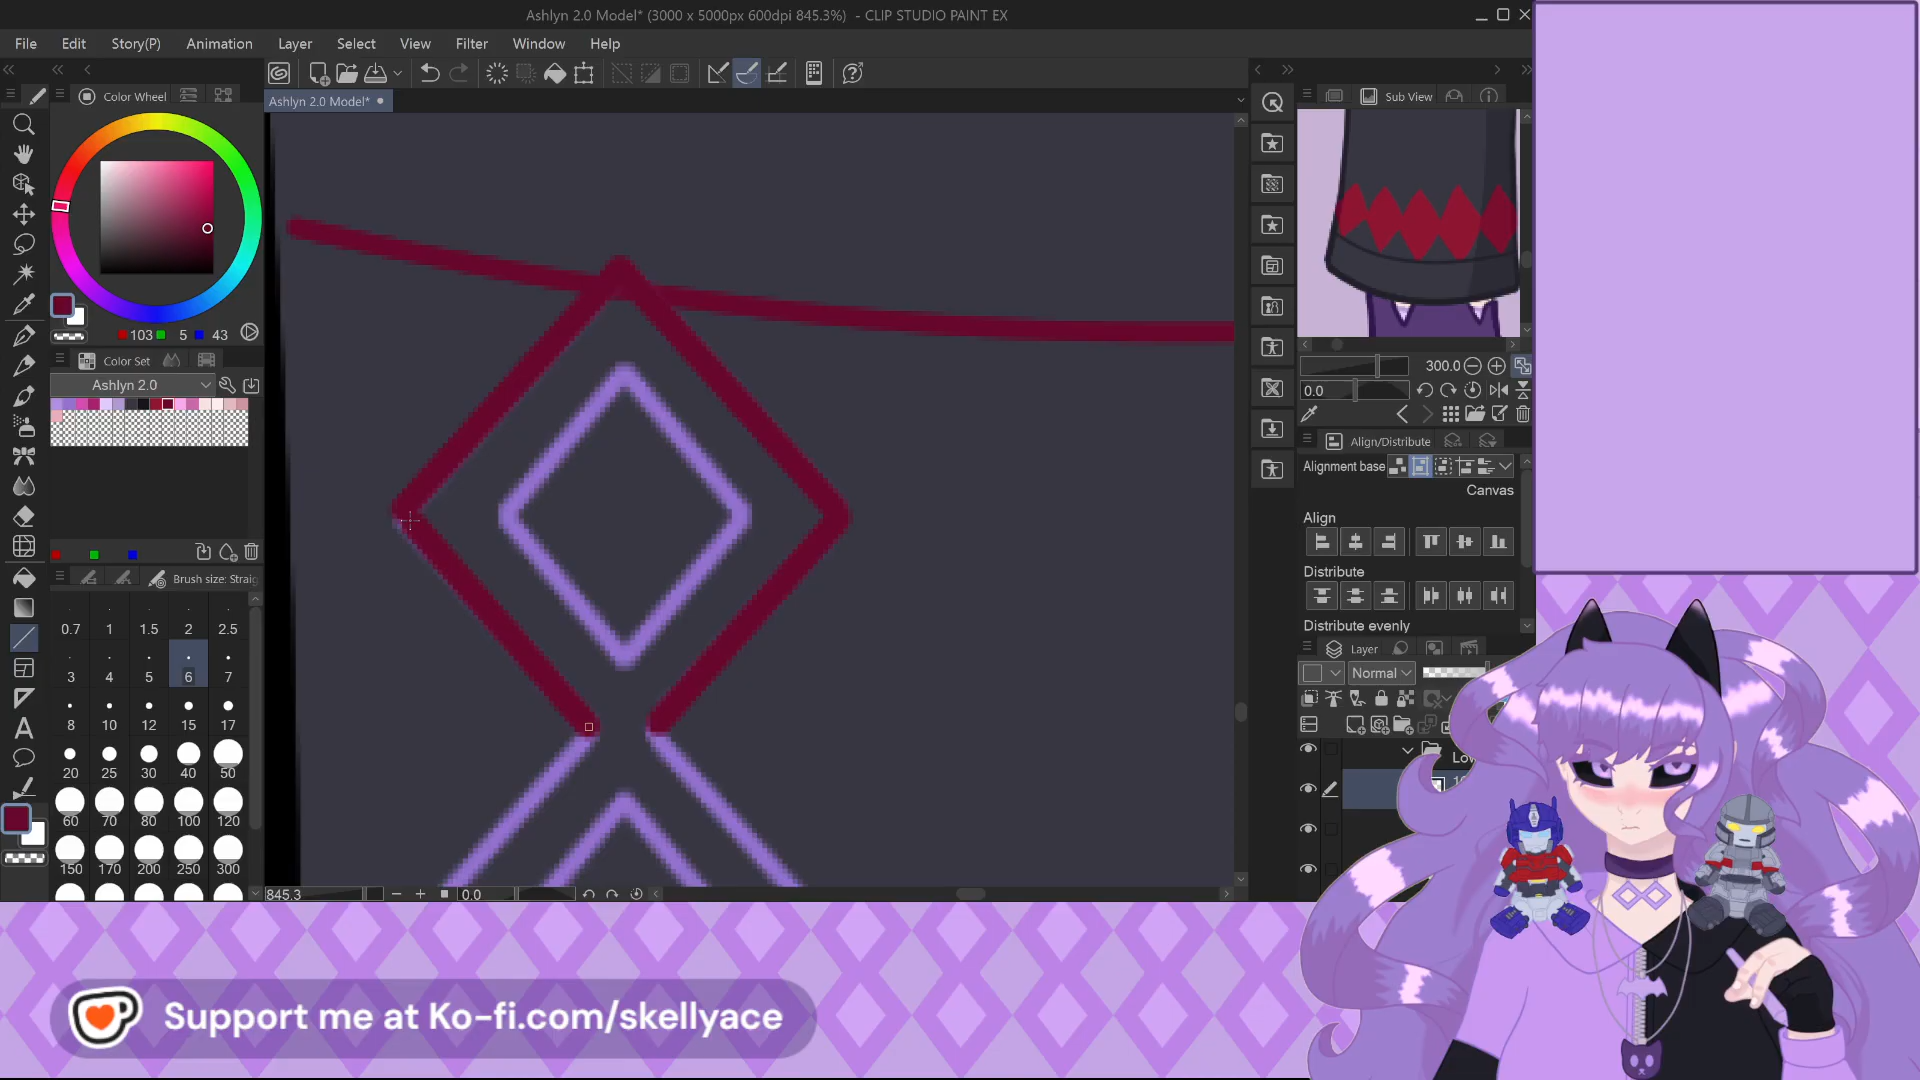 Ashlyn 2.0 Model* (3000 x 5000px 600dpi 845.3%) - CLIP STUDIO PAINT EX
File Edit Story(P) Animation Layer Select View Filter Window Help
Color Wheel
Ashlyn 2.0 Model*
Sub View
103 5 43
Color Set
Ashlyn 2.0
300.0
0.0
Align/Distribute
Alignment base
Canvas
Align
Distribute
Distribute evenly
Brush size: Straig
0.7 1 1.5 2 2.5
3 4 5 6 7
8 10 12 15 17
20 25 30 40 50
60 70 80 100 120
150 170 200 250 300
Layer
Normal
845.3
0.0
Support me at Ko-fi.com/skellyace